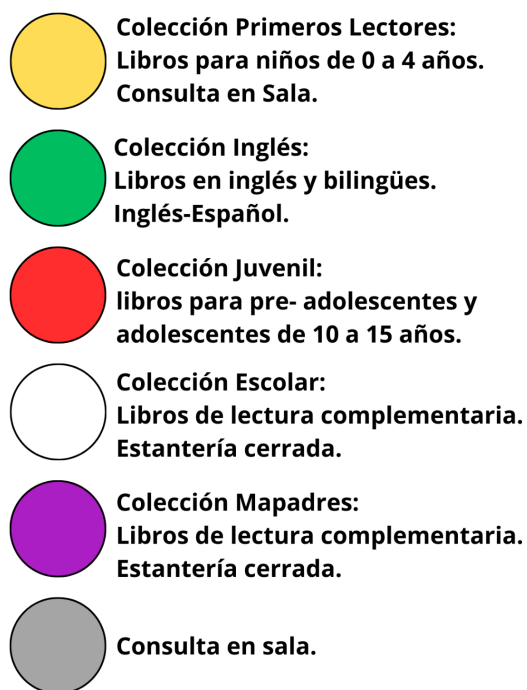 Colección Primeros Lectores:
Libros para niños de 0 a 4 años.
Consulta en Sala.
Colección Inglés:
Libros en inglés y bilingües.
Inglés-Español.
Colección Juvenil:
libros para pre- adolescentes y
adolescentes de 10 a 15 años.
Colección Escolar:
Libros de lectura complementaria.
Estantería cerrada.
Colección Mapadres:
Libros de lectura complementaria.
Estantería cerrada.
Consulta en sala.